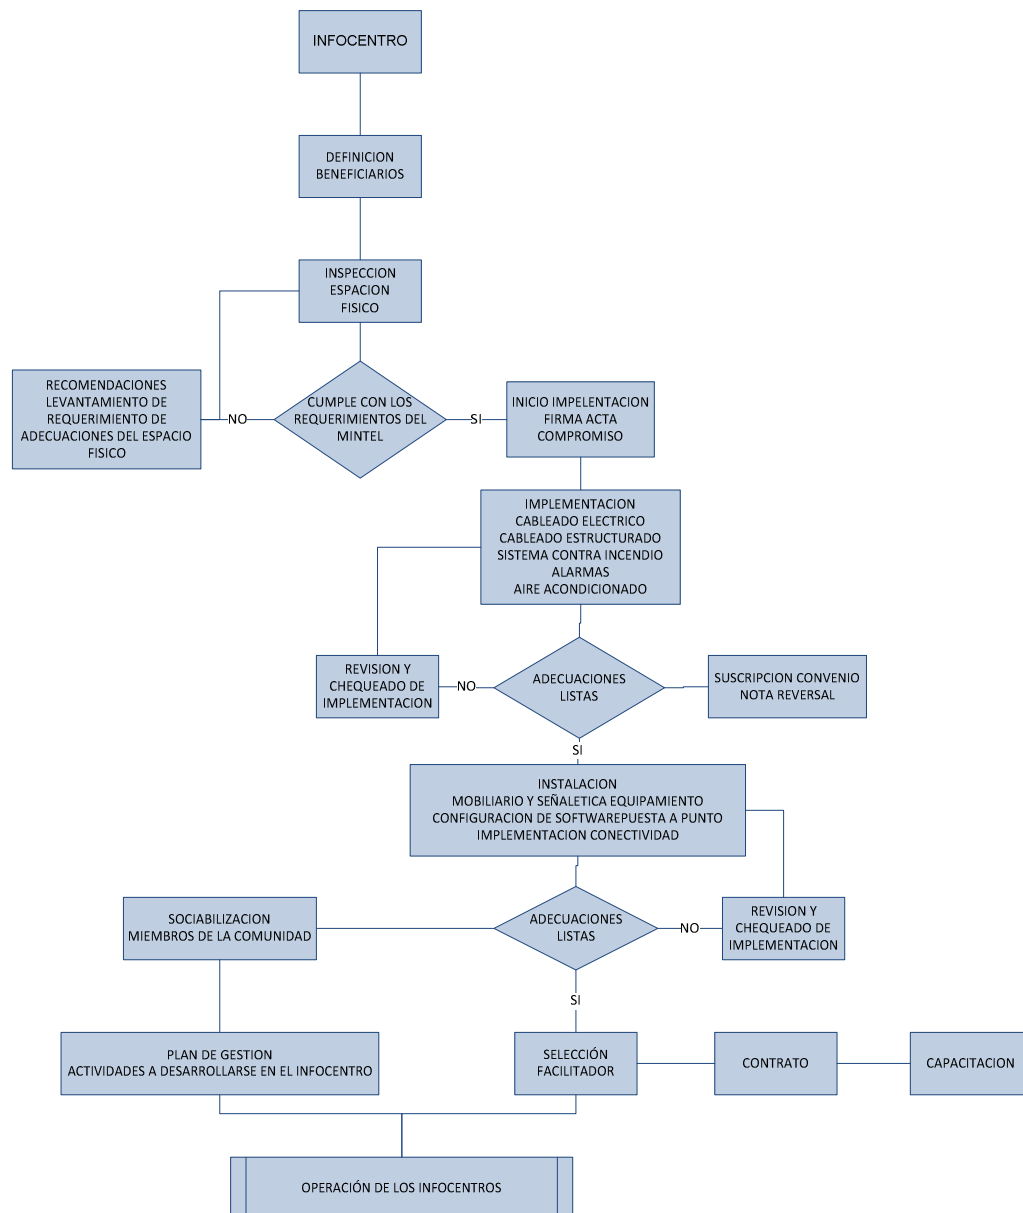 INFOCENTRO
DEFINICION
BENEFICIARIOS
INSPECCION
ESPACION
FISICO
RECOMENDACIONES
LEVANTAMIENTO DE
REQUERIMIENTO DE
ADECUACIONES DEL ESPACIO
FISICO
NO
CUMPLE CON LOS
REQUERIMIENTOS DEL
MINTEL
SI
INICIO IMPELENTACION
FIRMA ACTA
COMPROMISO
IMPLEMENTACION
CABLEADO ELECTRICO
CABLEADO ESTRUCTURADO
SISTEMA CONTRA INCENDIO
ALARMAS
AIRE ACONDICIONADO
REVISION Y
CHEQUEADO DE
IMPLEMENTACION
NO
ADECUACIONES
LISTAS
SUSCRIPCION CONVENIO
NOTA REVERSAL
SI
INSTALACION
MOBILIARIO Y SEÑALETICA EQUIPAMIENTO
CONFIGURACION DE SOFTWAREPUESTA A PUNTO
IMPLEMENTACION CONECTIVIDAD
SOCIABILIZACION
MIEMBROS DE LA COMUNIDAD
ADECUACIONES
LISTAS
NO
REVISION Y
CHEQUEADO DE
IMPLEMENTACION
SI
PLAN DE GESTION
ACTIVIDADES A DESARROLLARSE EN EL INFOCENTRO
SELECCIÓN
FACILITADOR
CONTRATO
CAPACITACION
OPERACIÓN DE LOS INFOCENTROS